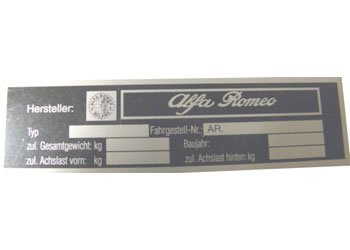 Hersteller: Alfa Romeo
Typ Fahrgestell-Nr.: AR.
zul. Gesamtgewicht: kg Baujahr:
zul. Achslast vorn: kg zul. Achslast hinten: kg